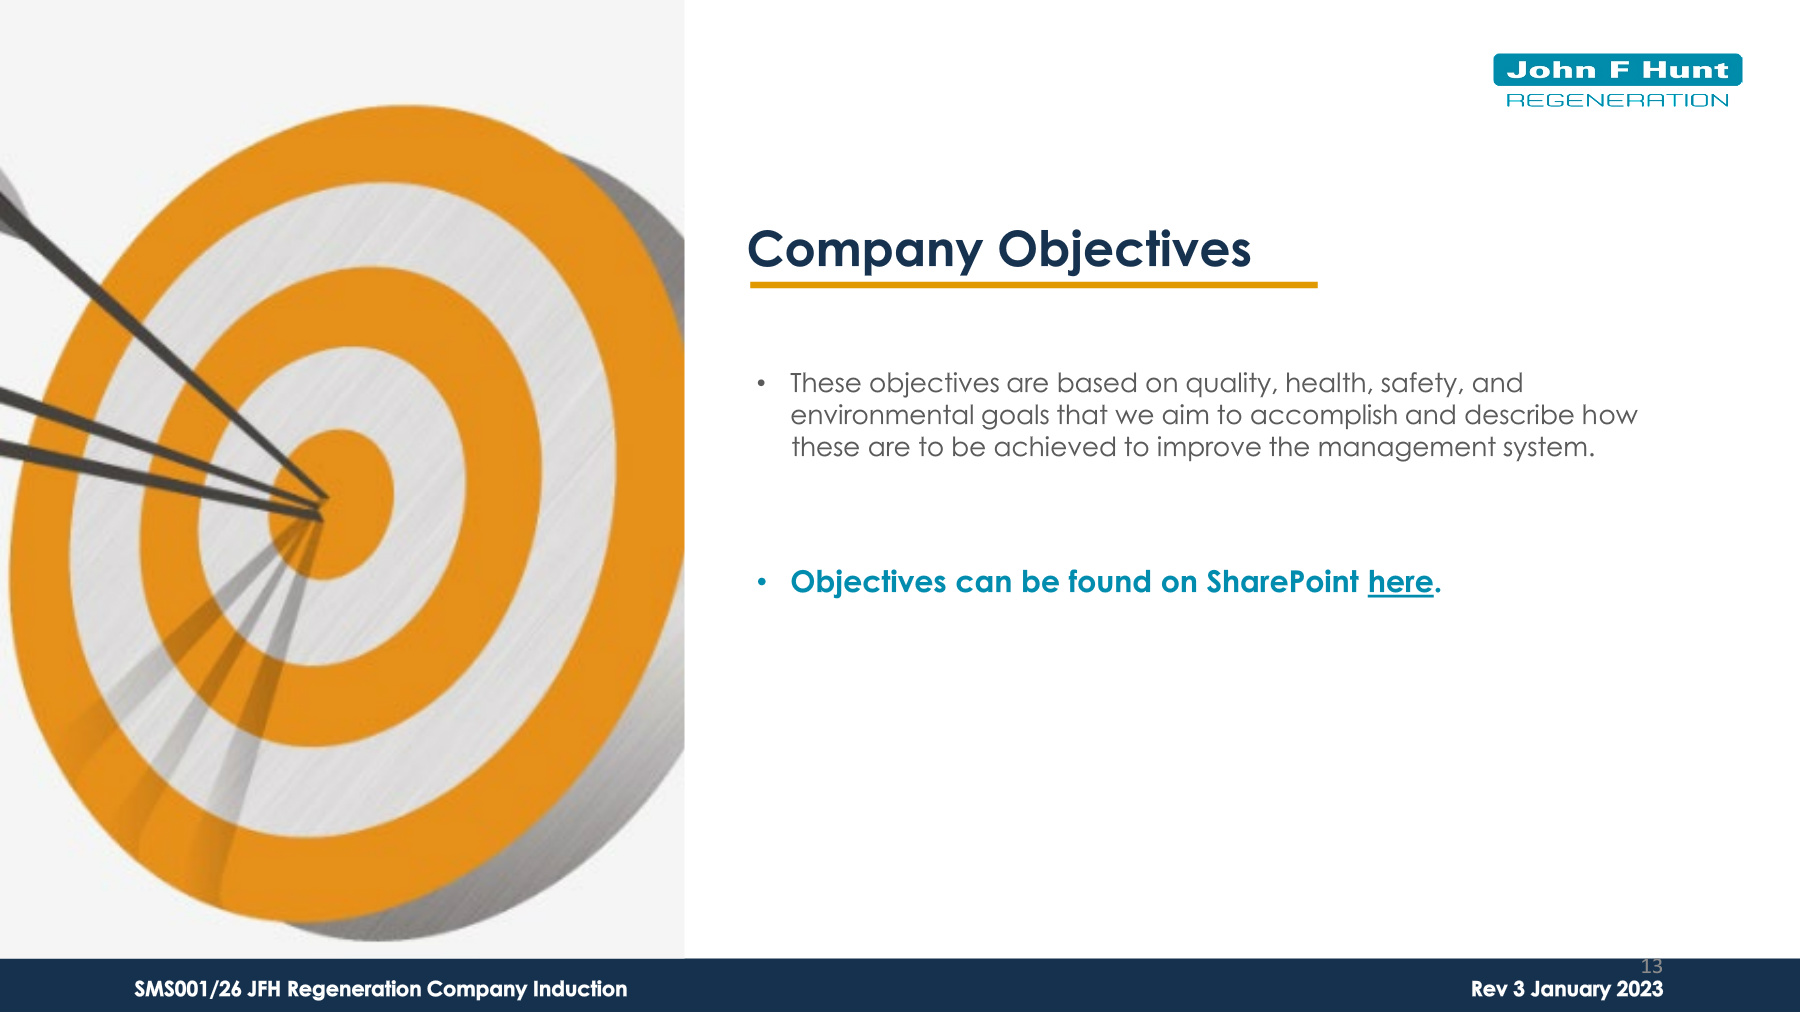 John F Hunt
REGENERATION
Company Objectives
• These objectives are based on quality, health, safety, and
environmental goals that we aim to accomplish and describe how
these are to be achieved to improve the management system.
• Objectives can be found on SharePoint here.
13
SMS001/26 JFH Regeneration Company Induction
Rev 3 January 2023